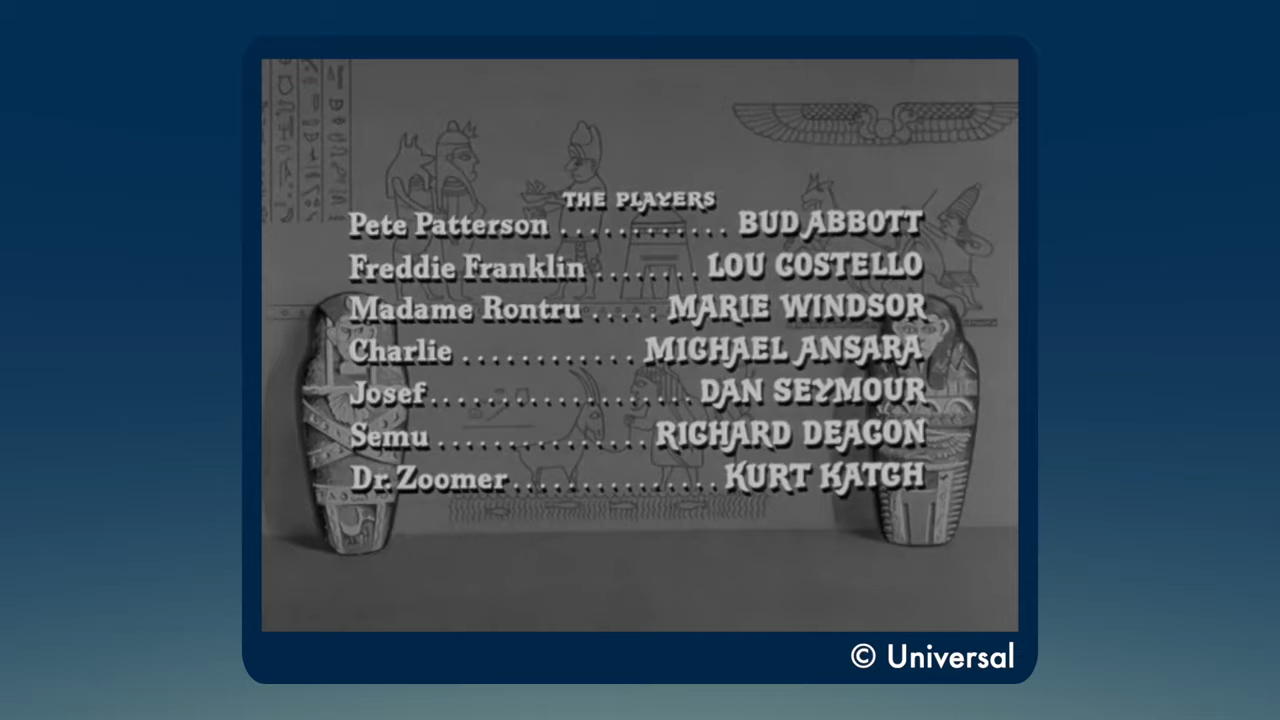 THE PLAYERS
Pete Patterson ............ BUD ABBOTT
Freddie Franklin ....... LOU COSTELLO
Madame Rontru ..... MARIE WINDSOR
Charlie ............ MICHAEL ANSARA
Josef ................... DAN SEYMOUR
Semu ............... RICHARD DEACON
Dr. Zoomer ............... KURT KATCH
© Universal